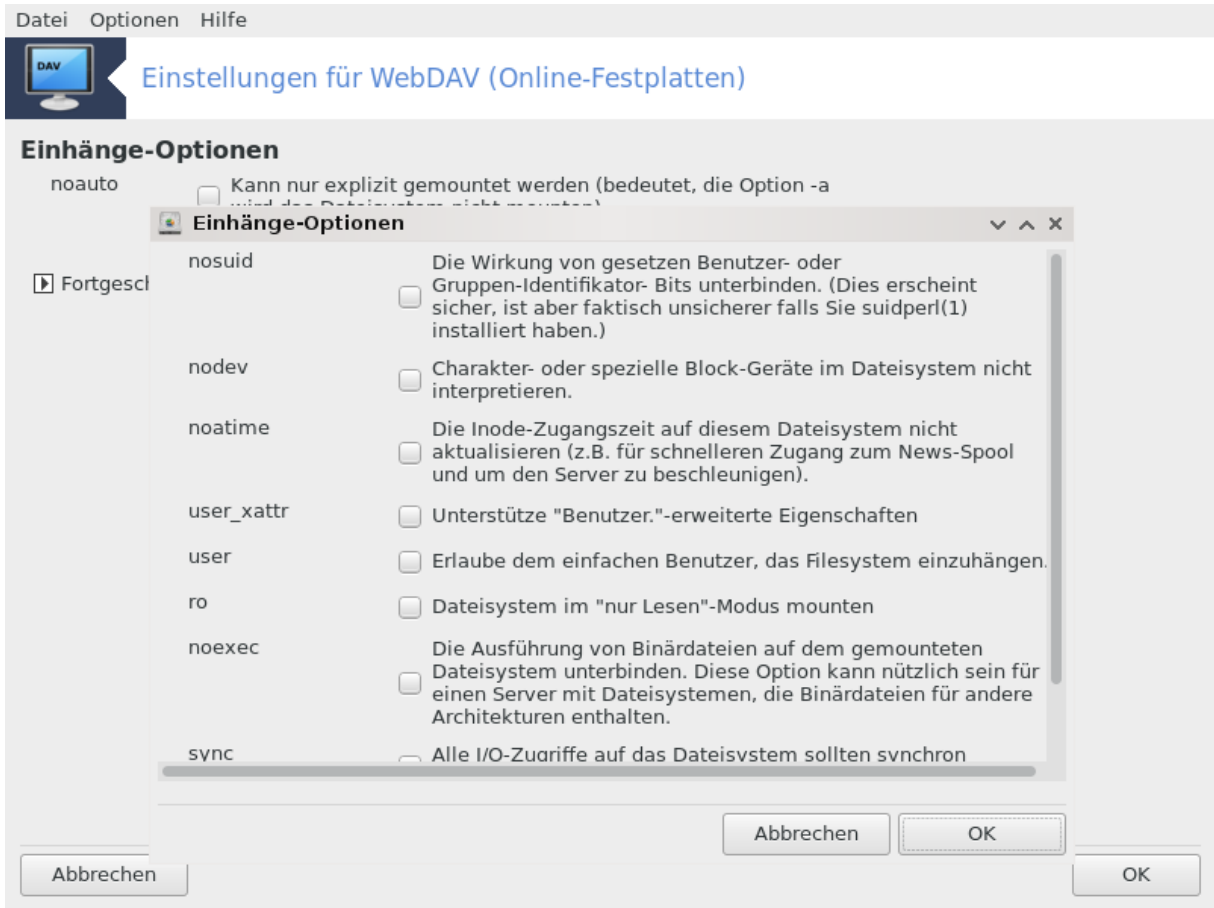 Datei Optionen Hilfe
DAV
Einstellungen für WebDAV (Online-Festplatten)
Einhänge-Optionen
noauto
Kann nur explizit gemountet werden (bedeutet, die Option -a
wird das Dateisystem nicht mounten)
Einhänge-Optionen
Fortgesch
nosuid
Die Wirkung von gesetzen Benutzer- oder
Gruppen-Identifikator- Bits unterbinden. (Dies erscheint
sicher, ist aber faktisch unsicherer falls Sie suidperl(1)
installiert haben.)
nodev
Charakter- oder spezielle Block-Geräte im Dateisystem nicht
interpretieren.
noatime
Die Inode-Zugangszeit auf diesem Dateisystem nicht
aktualisieren (z.B. für schnelleren Zugang zum News-Spool
und um den Server zu beschleunigen).
user_xattr
Unterstütze "Benutzer."-erweiterte Eigenschaften
user
Erlaube dem einfachen Benutzer, das Filesystem einzuhängen.
ro
Dateisystem im "nur Lesen"-Modus mounten
noexec
Die Ausführung von Binärdateien auf dem gemounteten
Dateisystem unterbinden. Diese Option kann nützlich sein für
einen Server mit Dateisystemen, die Binärdateien für andere
Architekturen enthalten.
sync
Alle I/O-Zugriffe auf das Dateisystem sollten synchron
Abbrechen
OK
Abbrechen
OK